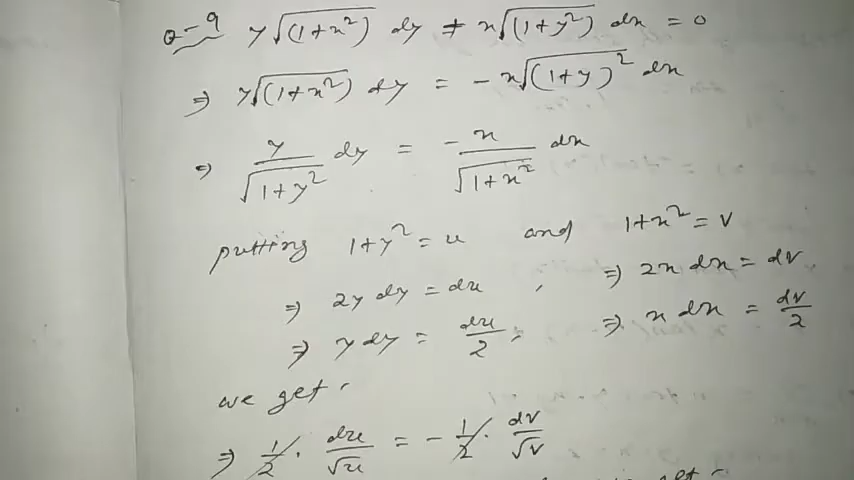 Q-9 y√(1+x²) dy + x√(1+y²) dx = 0
⇒ y√(1+x²) dy = -x√(1+y)² dx
⇒ y/√(1+y²) dy = -x/√(1+x²) dx
putting 1+y² = u and 1+x² = v
⇒ 2y dy = du , ⇒ 2x dx = dv,
⇒ y dy = du/2, ⇒ x dx = dv/2
we get,
⇒ 1/2 · du/√u = - 1/2 · dv/√v
get,